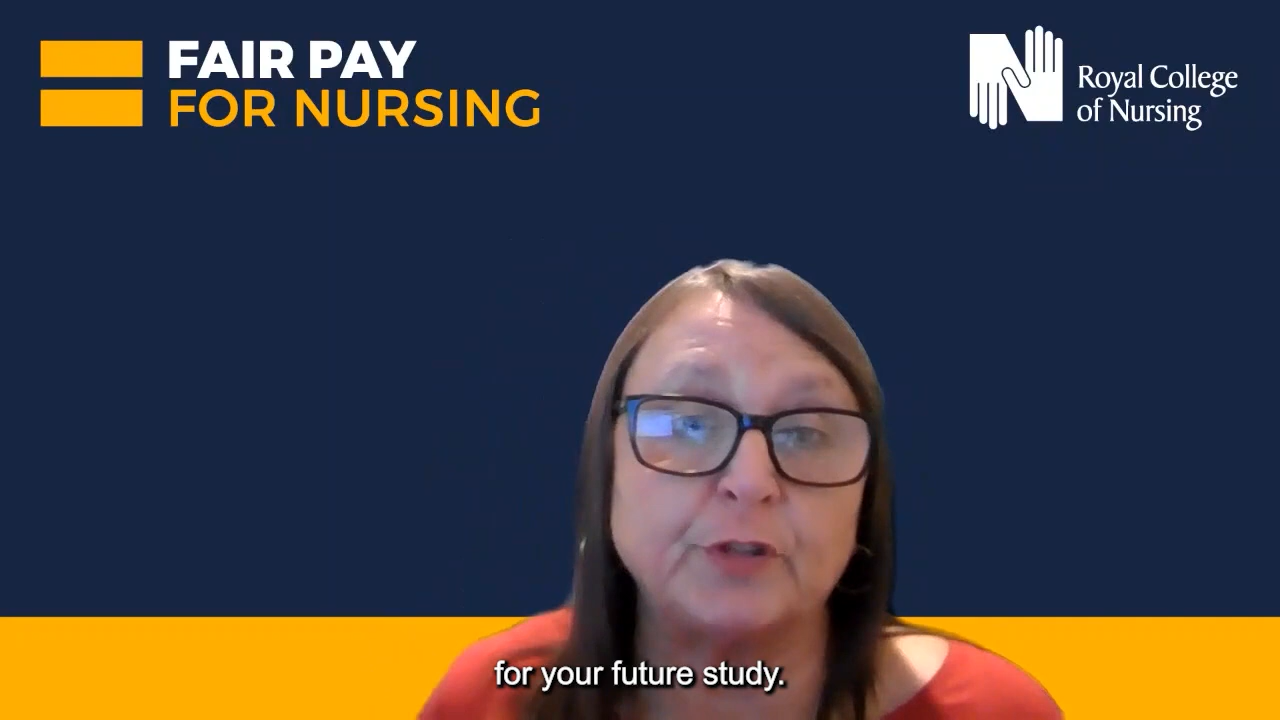 FAIR PAY
FOR NURSING
Royal College
of Nursing
for your future study.